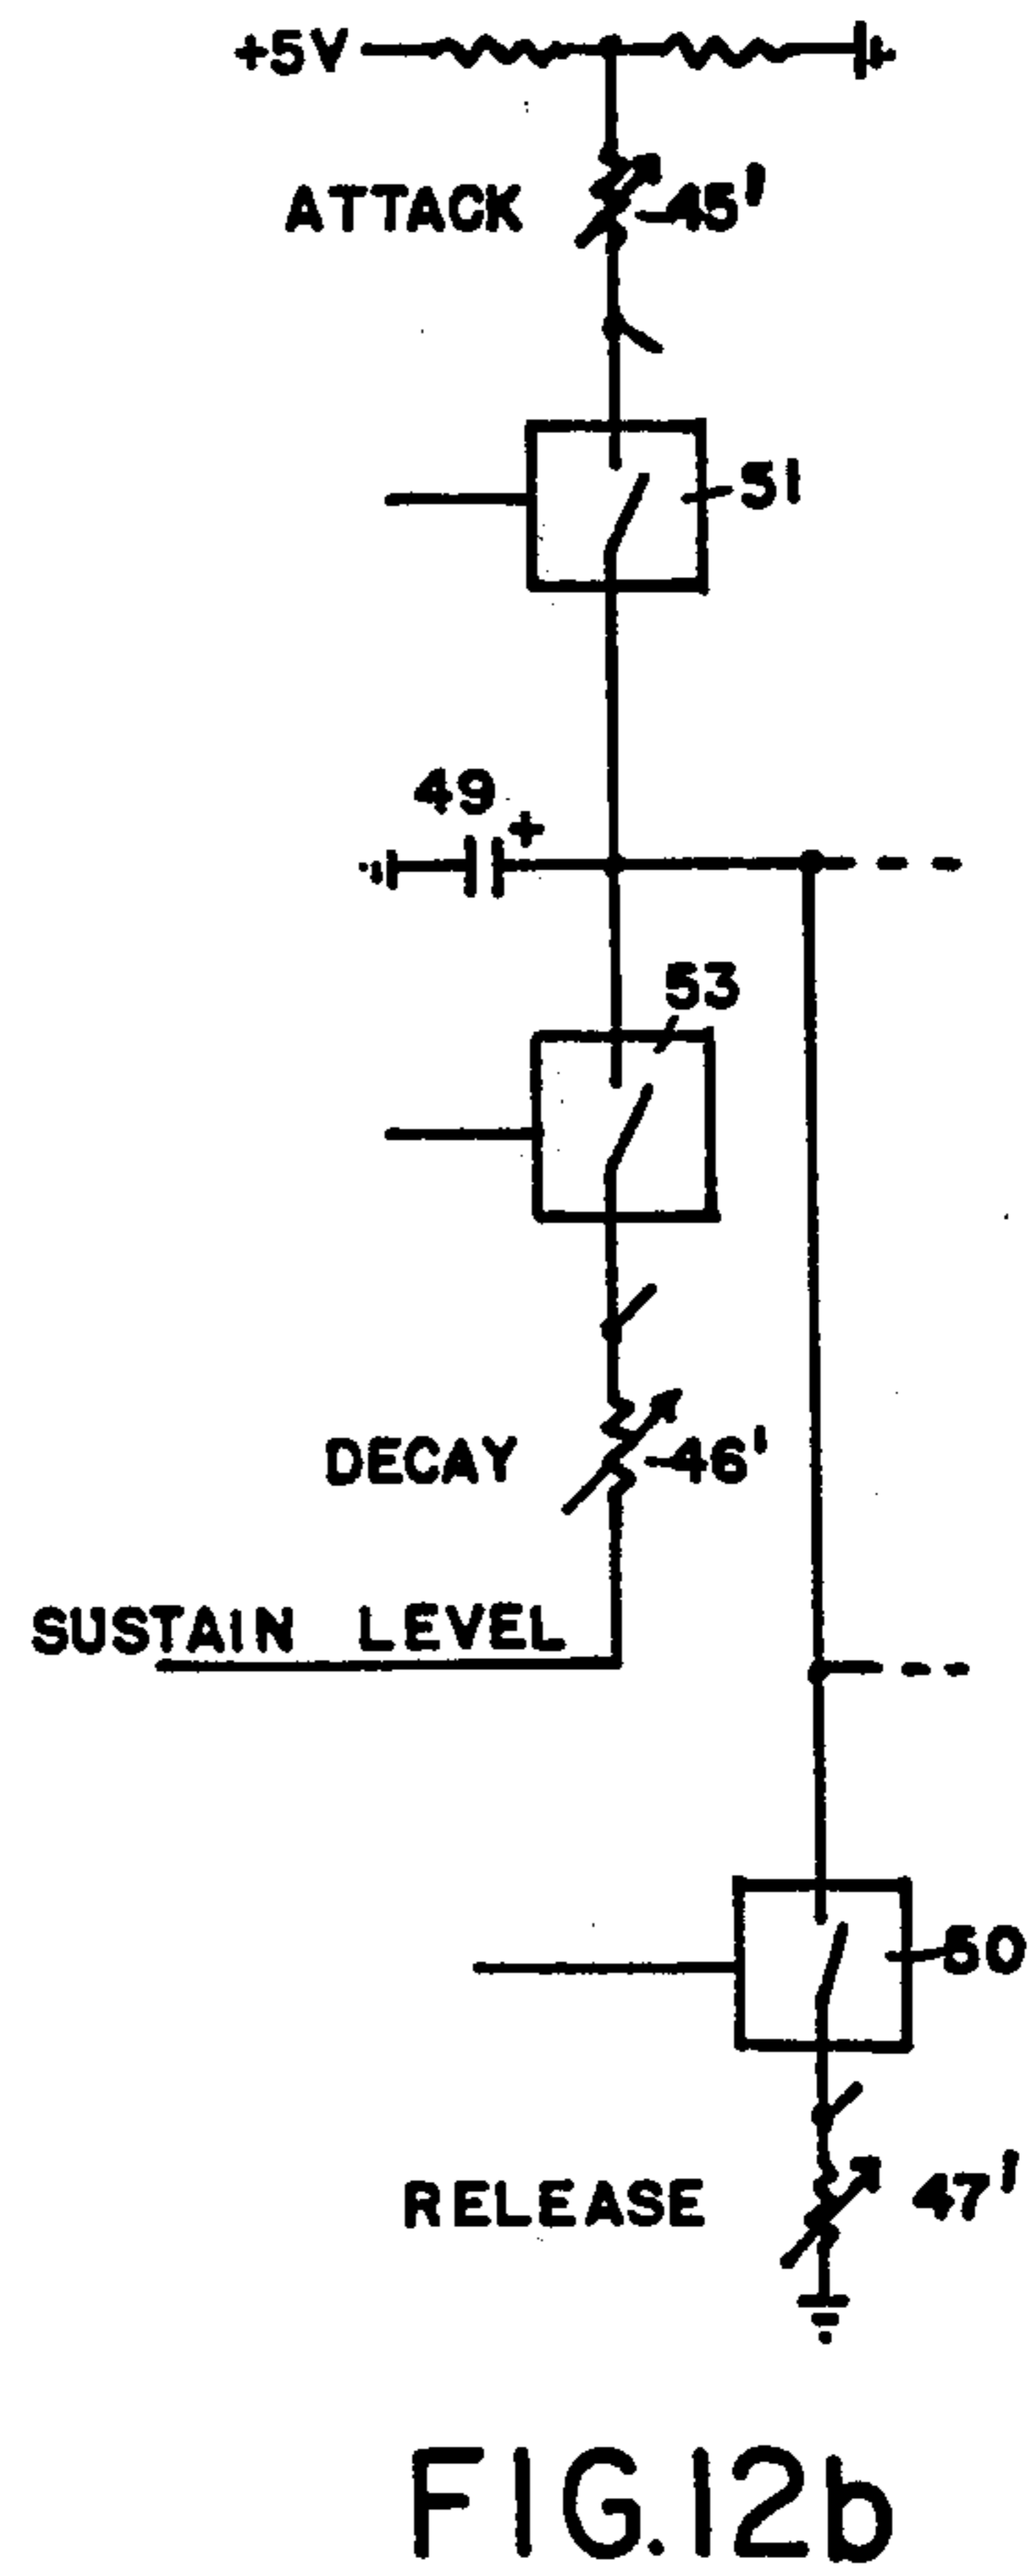 +5V
ATTACK
45'
51
49
+
53
DECAY
46'
SUSTAIN LEVEL
50
RELEASE
47'
FIG.12b